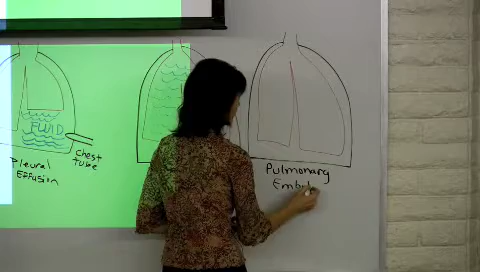 FLUID
Chest
tube
Pleural
Effusion
Pulmonary
Embol